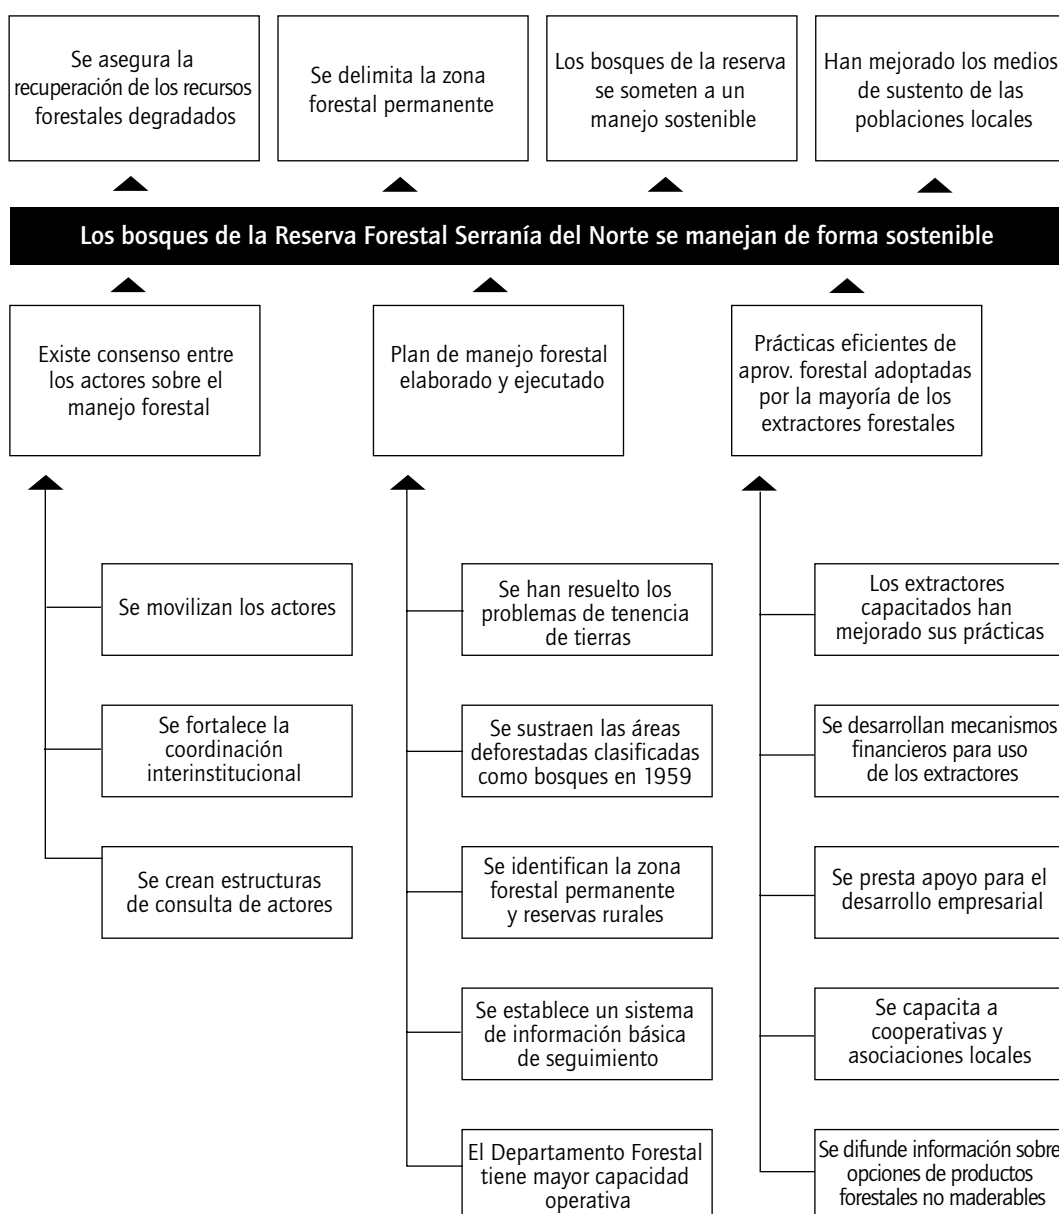 Se asegura la
recuperación de los recursos
forestales degradados
Se delimita la zona
forestal permanente
Los bosques de la reserva
se someten a un
manejo sostenible
Han mejorado los medios
de sustento de las
poblaciones locales
Los bosques de la Reserva Forestal Serranía del Norte se manejan de forma sostenible
Existe consenso entre
los actores sobre el
manejo forestal
Plan de manejo forestal
elaborado y ejecutado
Prácticas eficientes de
aprov. forestal adoptadas
por la mayoría de los
extractores forestales
Se movilizan los actores
Se fortalece la
coordinación
interinstitucional
Se crean estructuras
de consulta de actores
Se han resuelto los
problemas de tenencia
de tierras
Se sustraen las áreas
deforestadas clasificadas
como bosques en 1959
Se identifican la zona
forestal permanente
y reservas rurales
Se establece un sistema
de información básica
de seguimiento
El Departamento Forestal
tiene mayor capacidad
operativa
Los extractores
capacitados han
mejorado sus prácticas
Se desarrollan mecanismos
financieros para uso
de los extractores
Se presta apoyo para el
desarrollo empresarial
Se capacita a
cooperativas y
asociaciones locales
Se difunde información sobre
opciones de productos
forestales no maderables